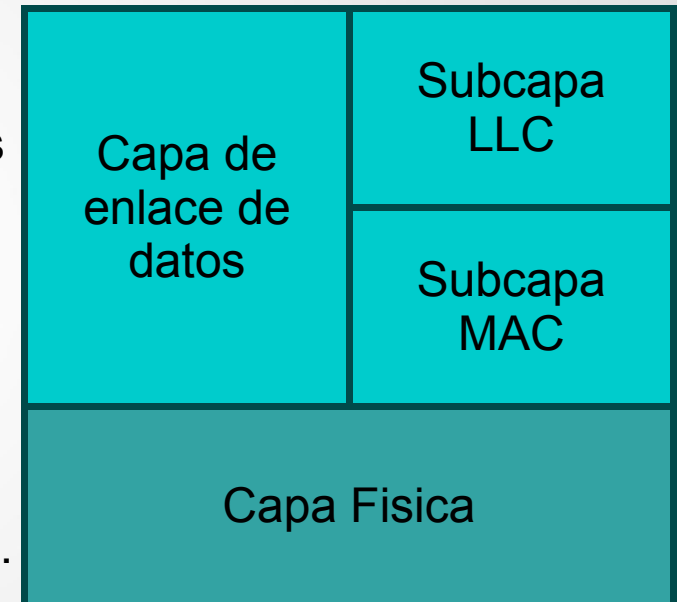 s
Capa de
enlace de
datos
Subcapa
LLC
Subcapa
MAC
Capa Fisica
.